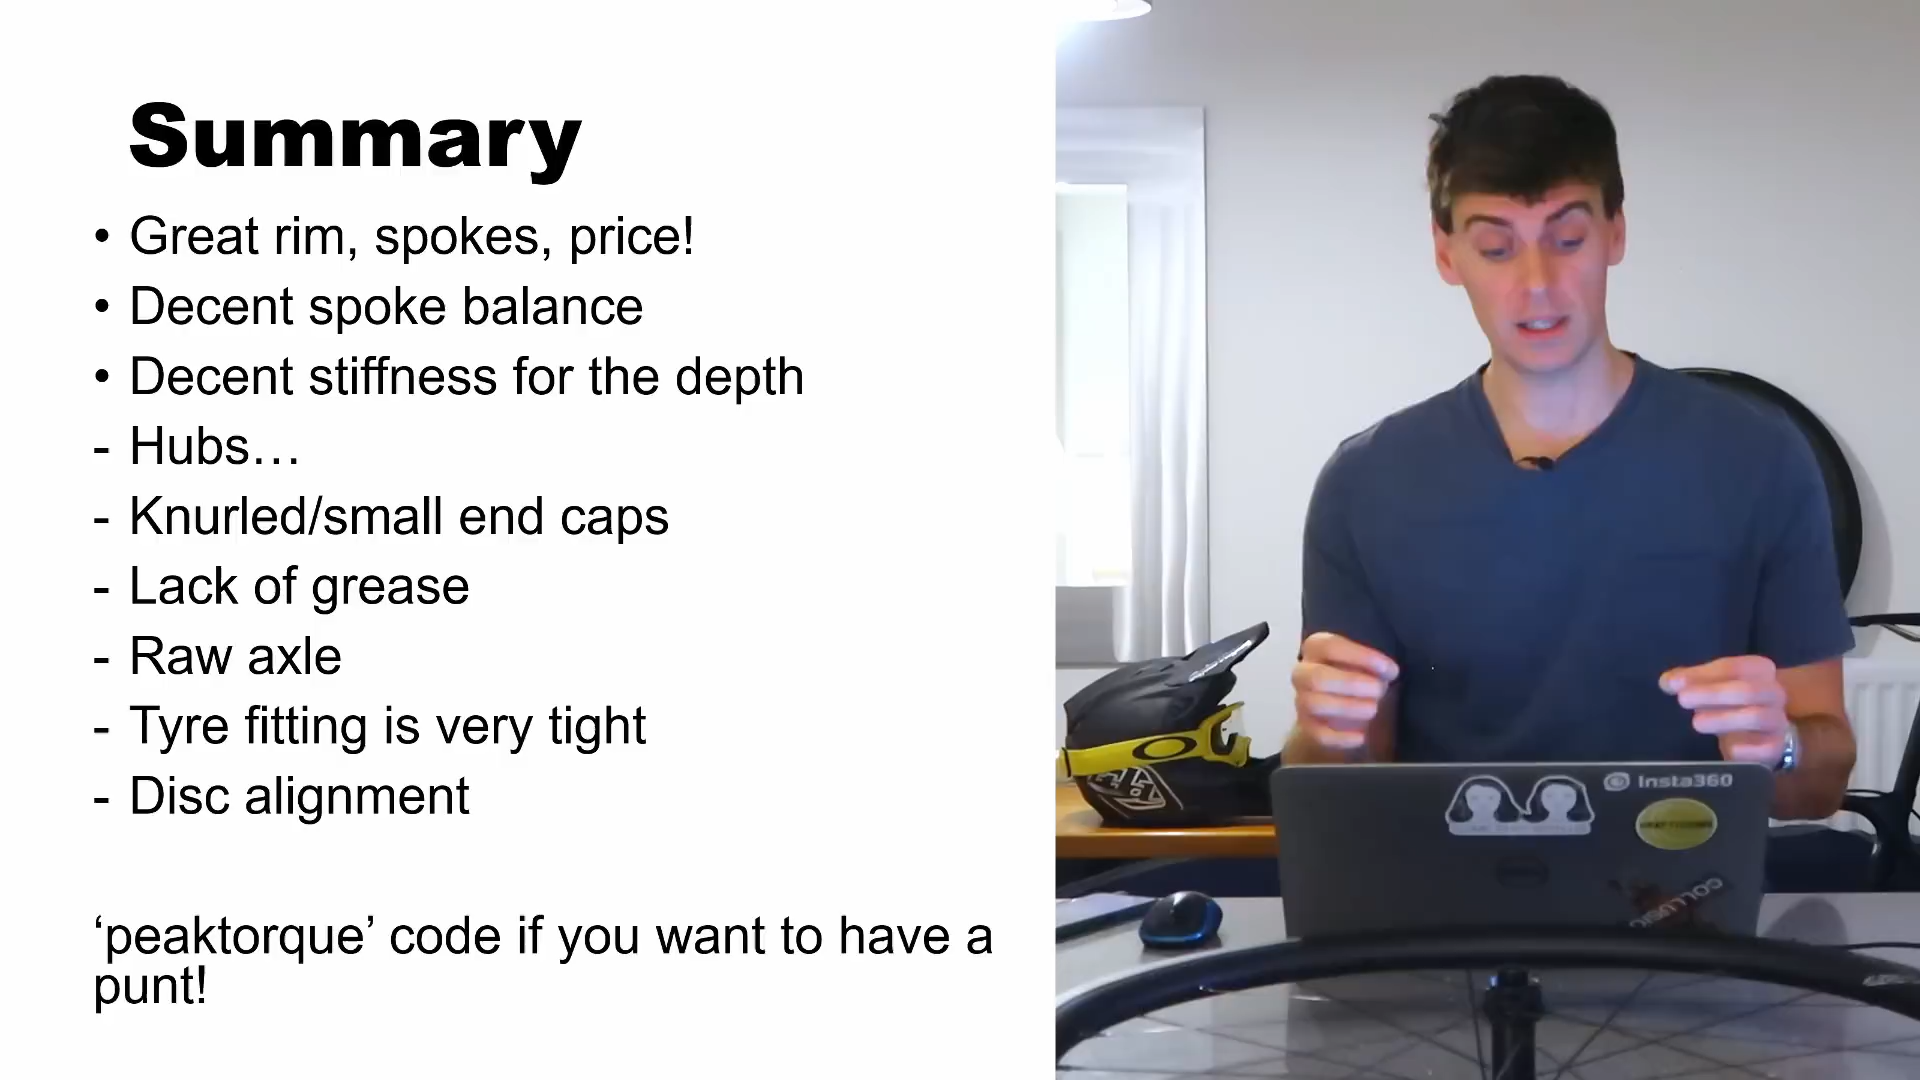 Summary
• Great rim, spokes, price!
• Decent spoke balance
• Decent stiffness for the depth
- Hubs…
- Knurled/small end caps
- Lack of grease
- Raw axle
- Tyre fitting is very tight
- Disc alignment
‘peaktorque’ code if you want to have a
punt!
Insta360